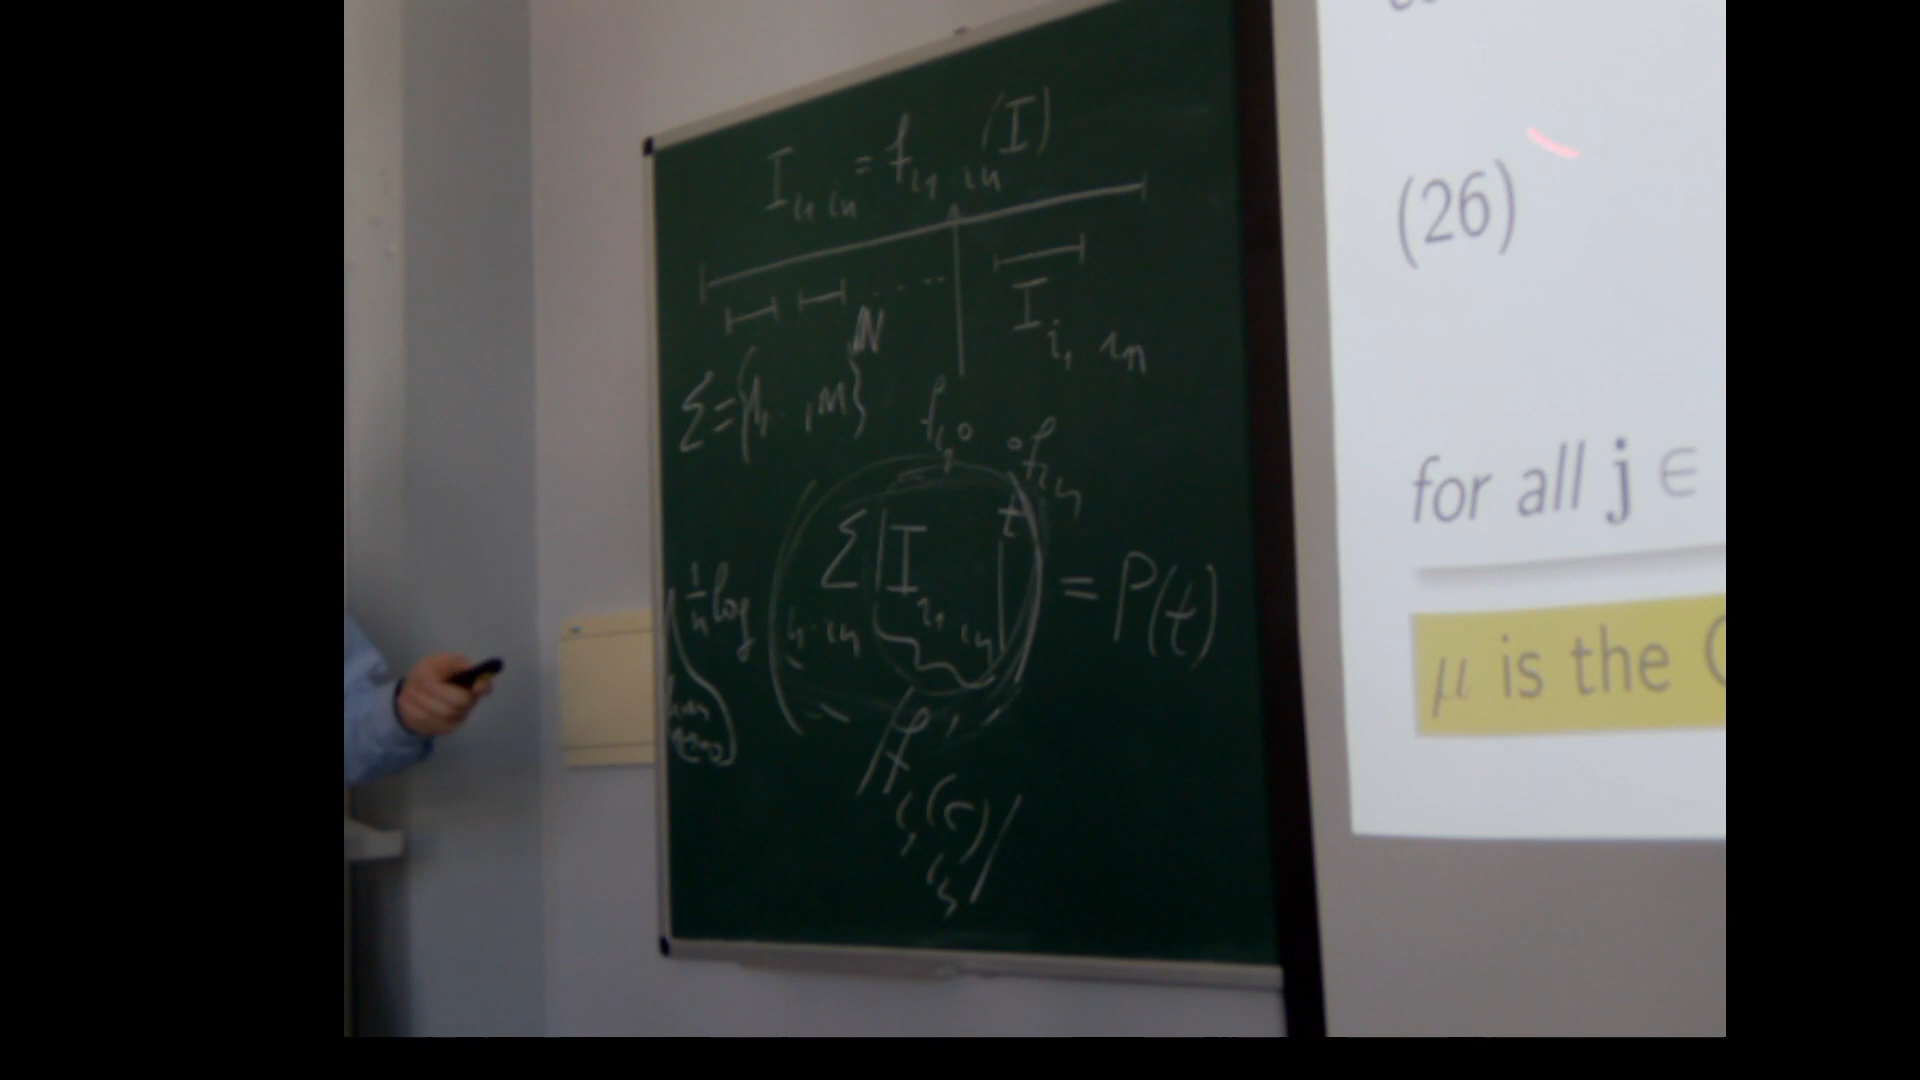 I_{i_1 i_n} = f_{i_1 .. i_n} (I)
I_{i_1 i_n}
Σ = {1, .. , M}^N
f_{i_1} ∘ ∘ f_{i_n}
1/n log ( Σ_{i_1 .. i_n} | I_{i_1 i_n} |^t ) = P(t)
(26)
for all j ∈
μ is the